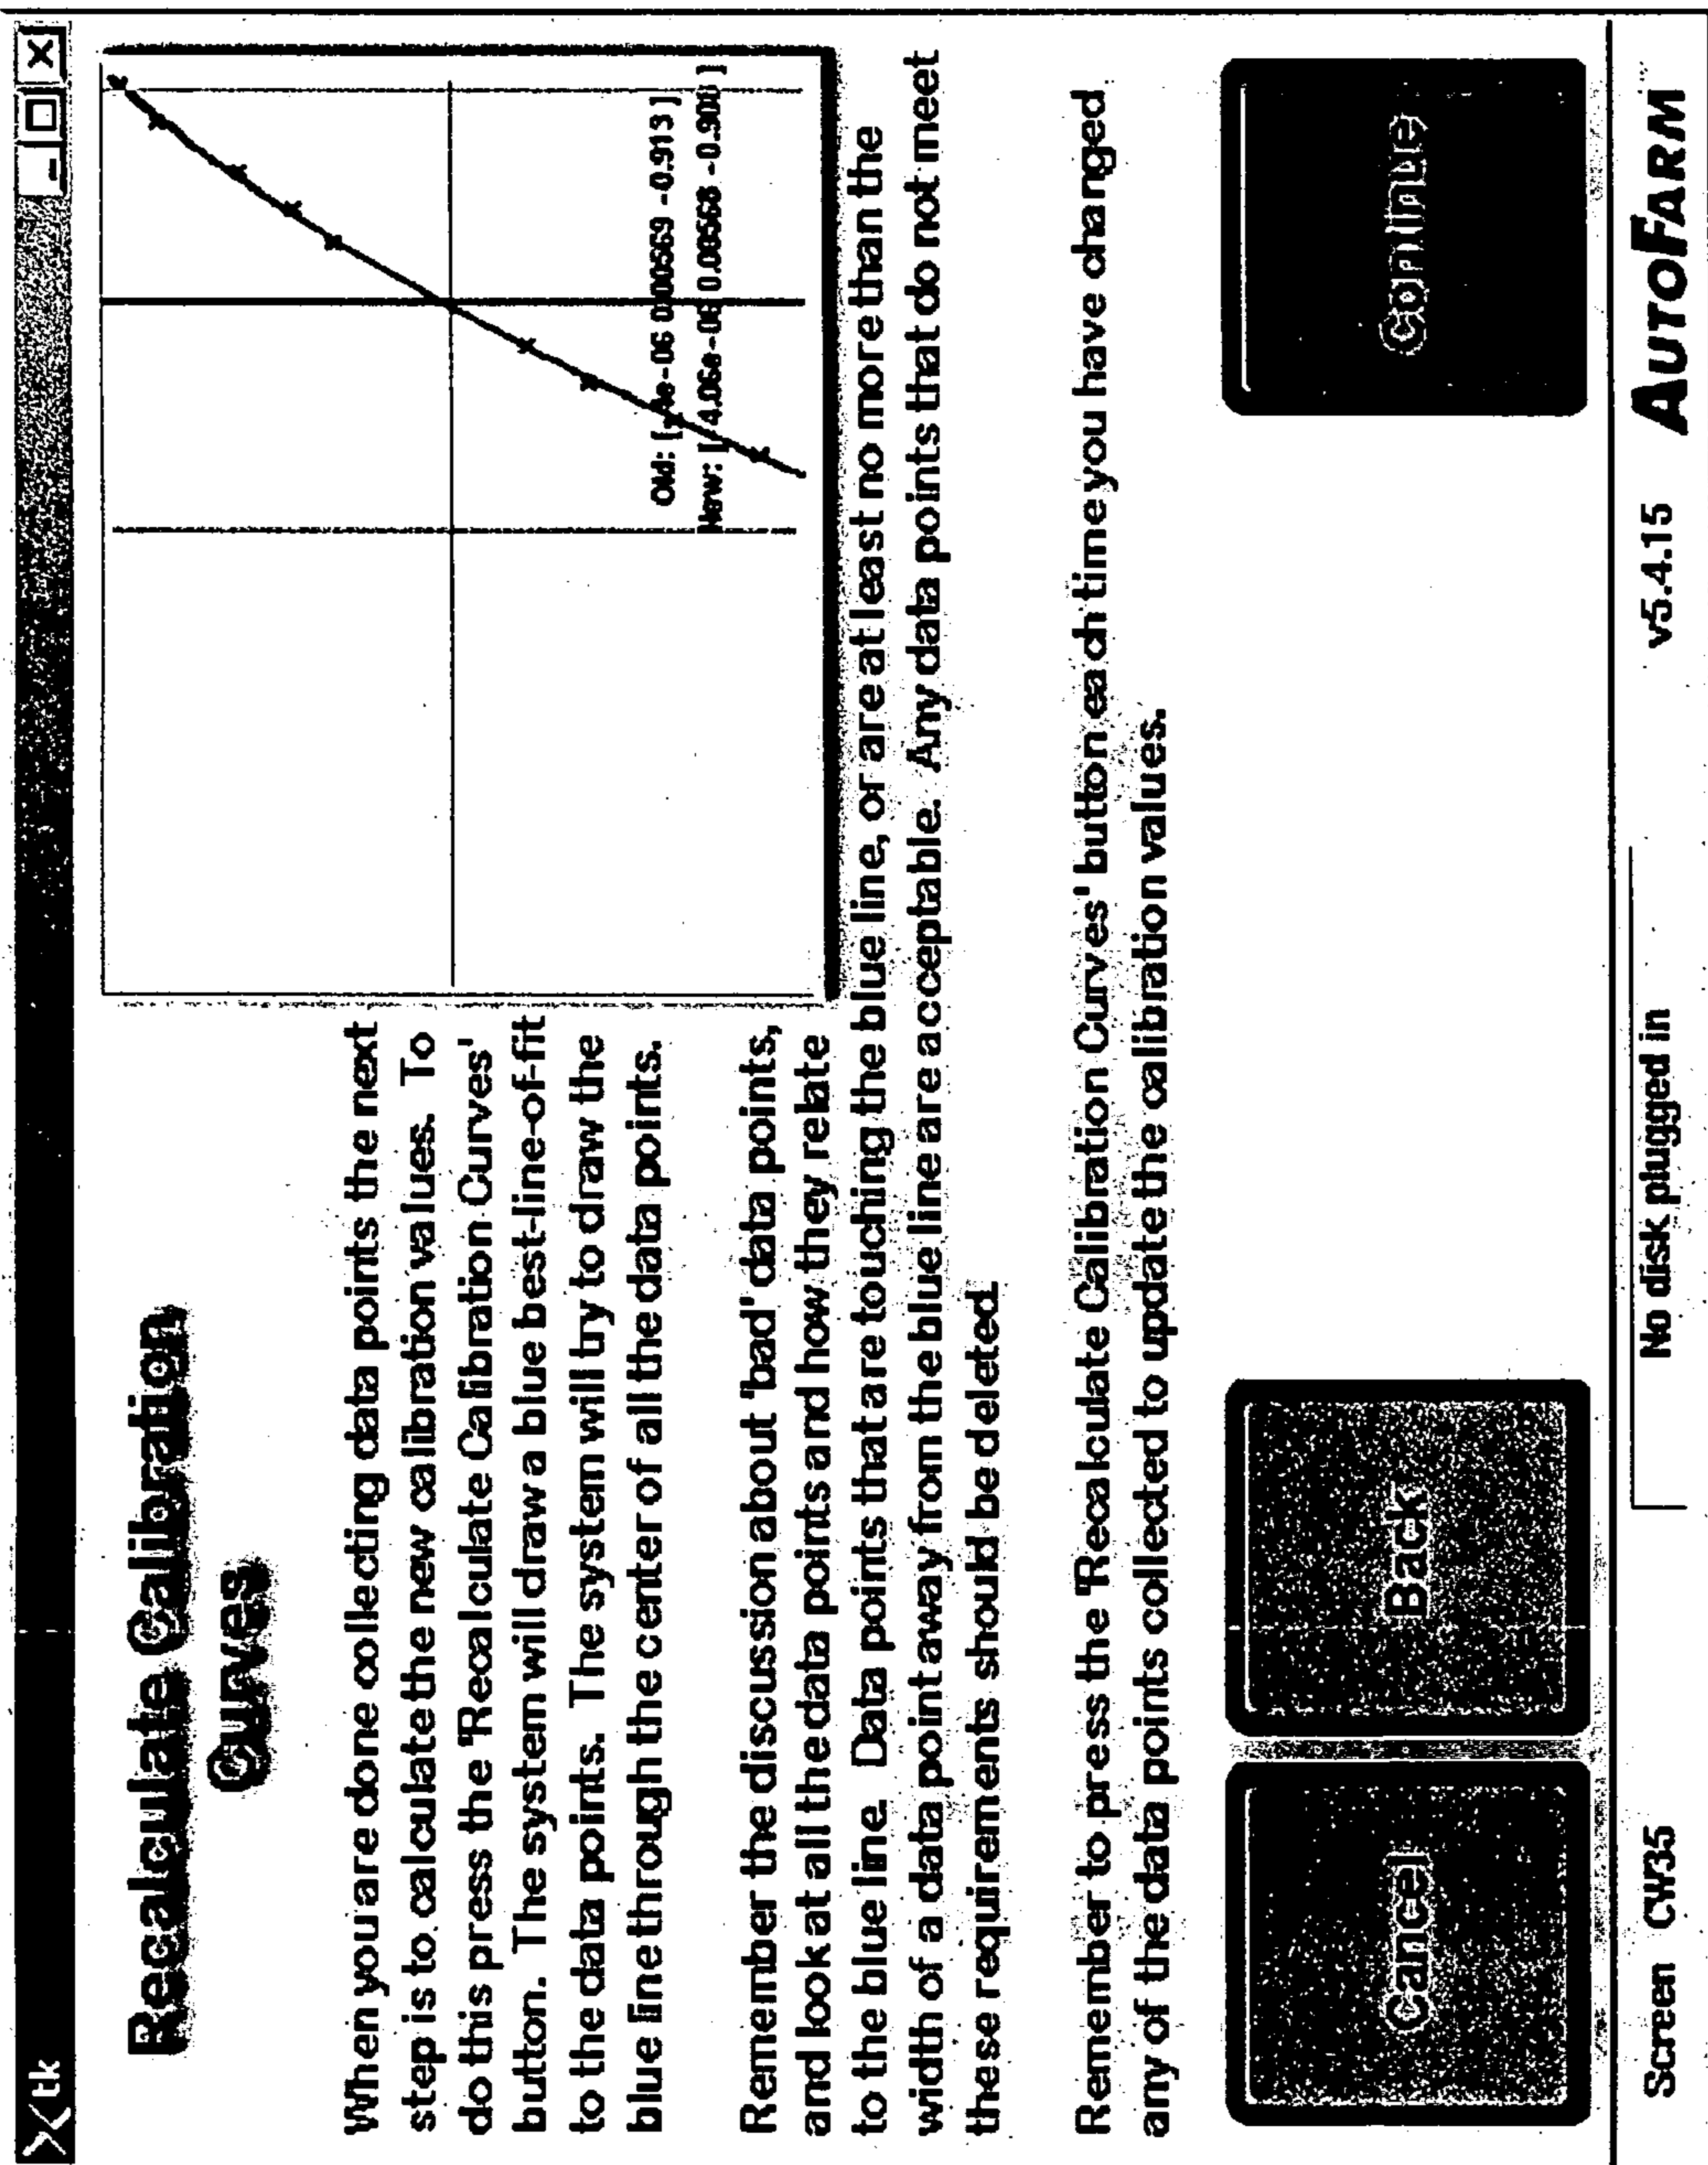 tk
Recalculate Calibration
Curves
When you are done collecting data points the next
step is to calculate the new calibration values. To
do this press the 'Recalculate Calibration Curves'
button. The system will draw a blue best-line-of-fit
to the data points. The system will try to draw the
blue line through the center of all the data points.
Old: [ -06 -0.913 ]
New: [ 4.06e-06 0.00568 -0.900 ]
Remember the discussion about 'bad' data points,
and look at all the data points and how they relate
to the blue line. Data points that are touching the blue line, or are at least no more than the
width of a data point away from the blue line are acceptable. Any data points that do not meet
these requirements should be deleted.
Remember to press the 'Recalculate Calibration Curves' button each time you have changed
any of the data points collected to update the calibration values.
Cancel
Back
Continue
Screen CW35
No disk plugged in
v5.4.15
AUTOFARM